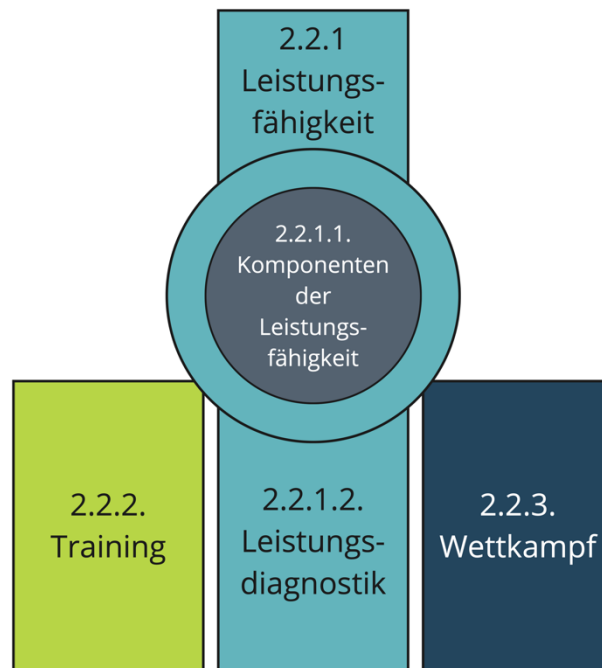 2.2.1
Leistungs-
fähigkeit
2.2.1.1.
Komponenten
der
Leistungs-
fähigkeit
2.2.2.
Training
2.2.1.2.
Leistungs-
diagnostik
2.2.3.
Wettkampf